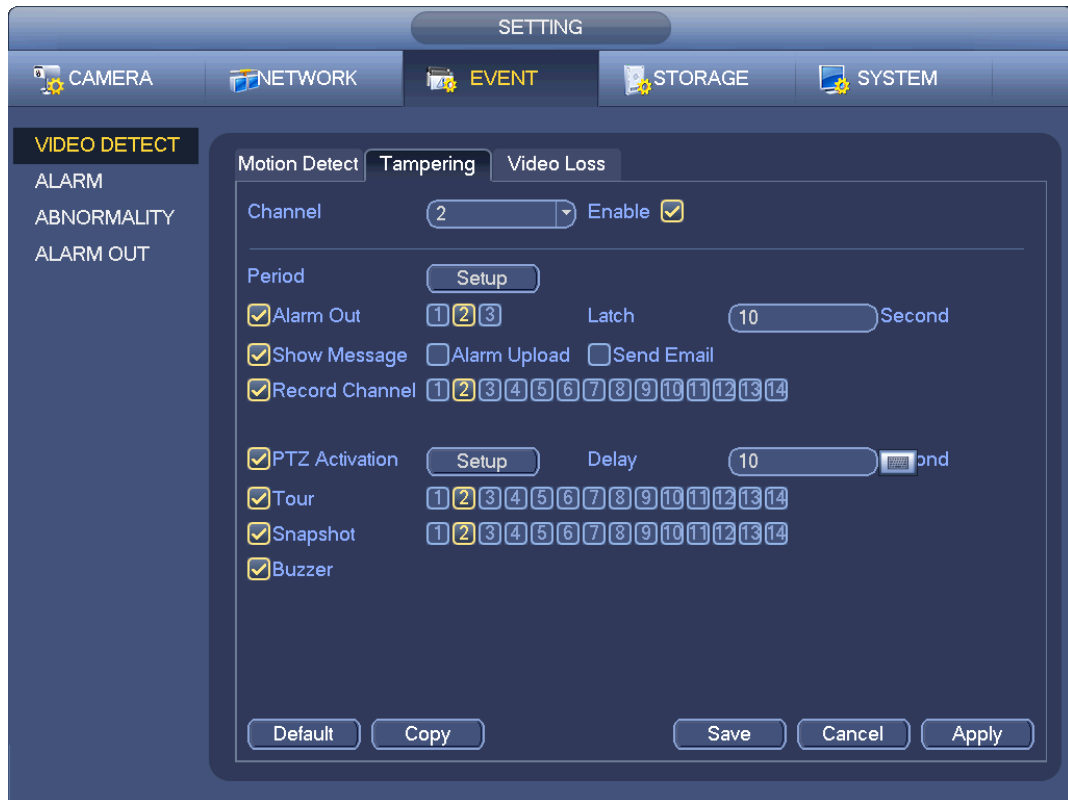 SETTING
CAMERA NETWORK EVENT STORAGE SYSTEM
VIDEO DETECT
ALARM
ABNORMALITY
ALARM OUT
Motion Detect Tampering Video Loss
Channel 2 Enable
Period Setup
Alarm Out 1 2 3 Latch 10 Second
Show Message Alarm Upload Send Email
Record Channel 1 2 3 4 5 6 7 8 9 10 11 12 13 14
PTZ Activation Setup Delay 10 ond
Tour 1 2 3 4 5 6 7 8 9 10 11 12 13 14
Snapshot 1 2 3 4 5 6 7 8 9 10 11 12 13 14
Buzzer
Default Copy Save Cancel Apply